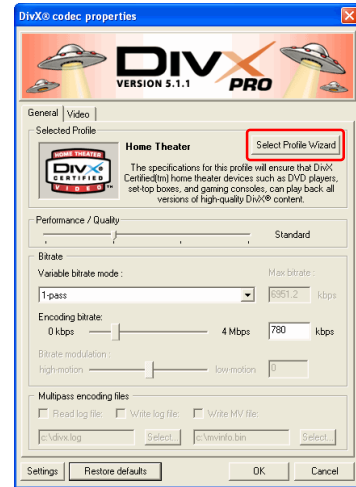 DivX® codec properties
DIVX
VERSION 5.1.1 PRO
General Video
Selected Profile
HOME THEATER
DIVX
CERTIFIED
VIDEO
Home Theater
Select Profile Wizard
The specifications for this profile will ensure that DivX
Certified(tm) home theater devices such as DVD players,
set-top boxes, and gaming consoles, can play back all
versions of high-quality DivX® content.
Performance / Quality
Standard
Bitrate
Variable bitrate mode :
Max bitrate :
1-pass
6951.2 kbps
Encoding bitrate:
0 kbps
4 Mbps
780 kbps
Bitrate modulation :
high-motion
low-motion
0
Multipass encoding files
Read log file:
Write log file:
Write MV file:
c:\divx.log
Select...
c:\mvinfo.bin
Select...
Settings
Restore defaults
OK
Cancel